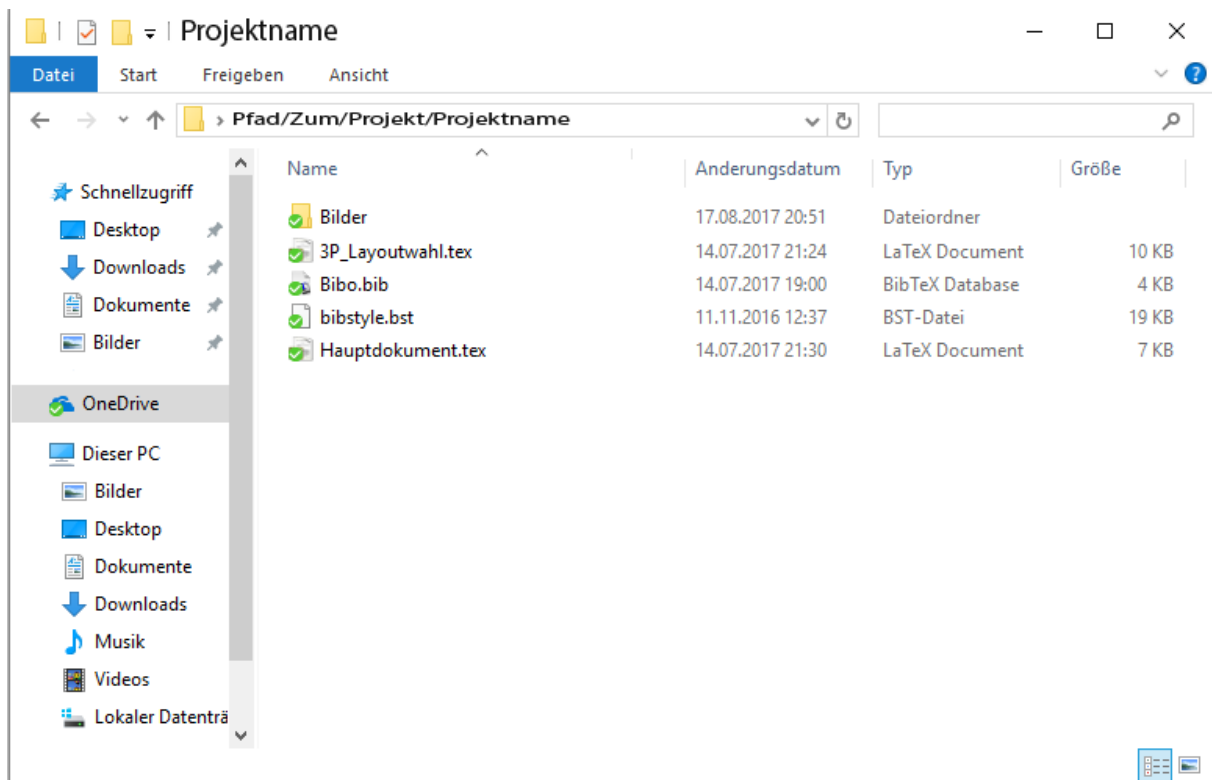 Projektname
Datei Start Freigeben Ansicht
Pfad/Zum/Projekt/Projektname
Name Anderungsdatum Typ Größe
Schnellzugriff
Desktop
Downloads
Dokumente
Bilder
OneDrive
Dieser PC
Bilder
Desktop
Dokumente
Downloads
Musik
Videos
Lokaler Datenträ
Bilder 17.08.2017 20:51 Dateiordner
3P_Layoutwahl.tex 14.07.2017 21:24 LaTeX Document 10 KB
Bibo.bib 14.07.2017 19:00 BibTeX Database 4 KB
bibstyle.bst 11.11.2016 12:37 BST-Datei 19 KB
Hauptdokument.tex 14.07.2017 21:30 LaTeX Document 7 KB